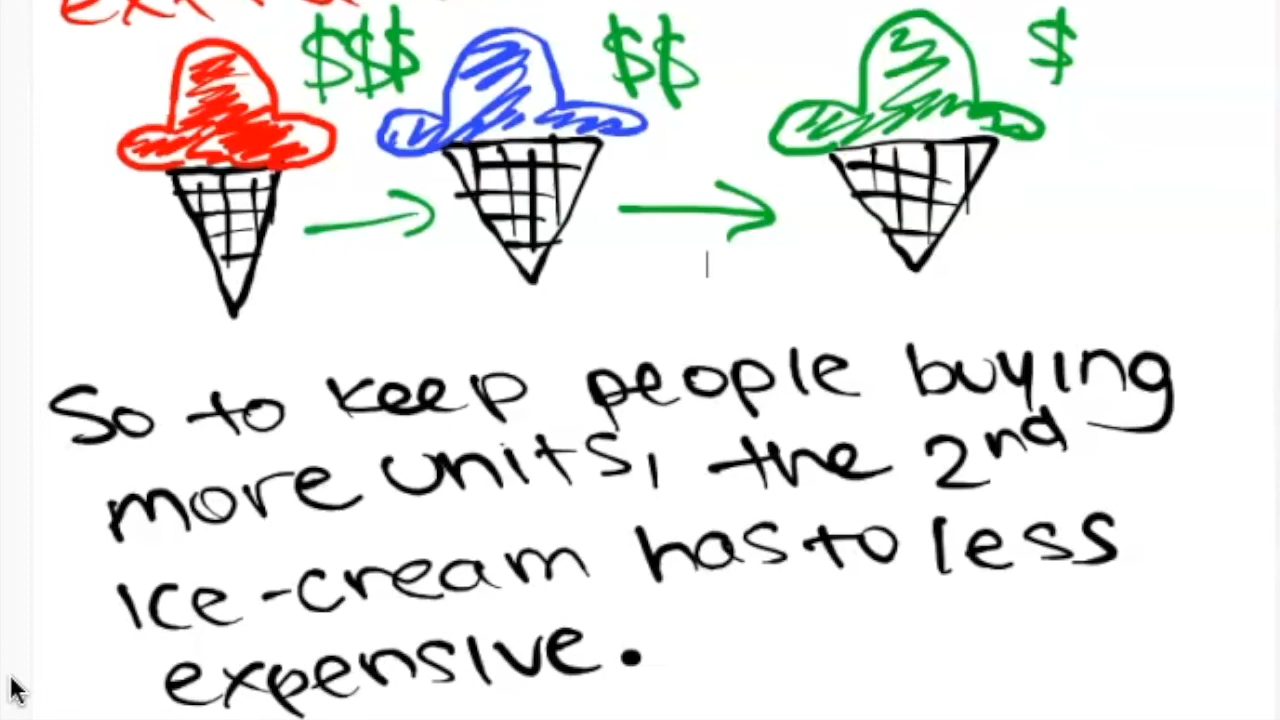 $$$ $$ $
So to keep people buying
more units, the 2nd
ice-cream has to less
expensive.